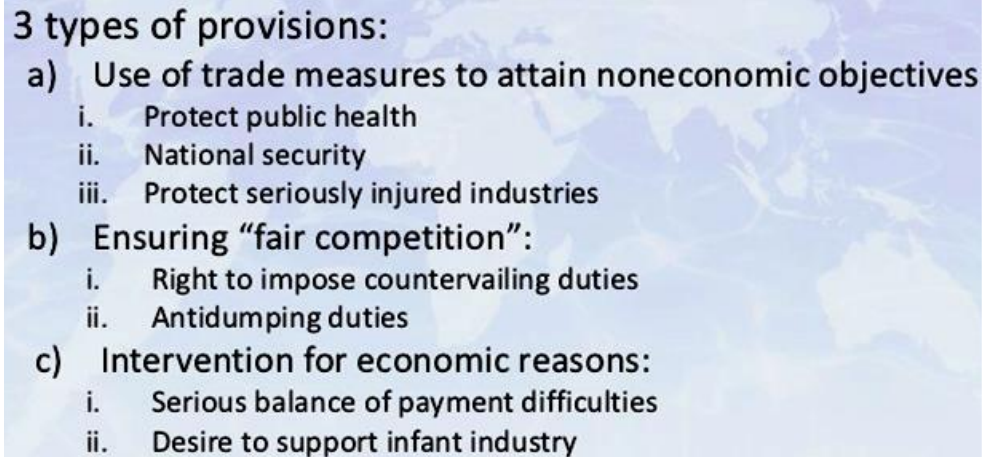 3 types of provisions:
a) Use of trade measures to attain noneconomic objectives
i. Protect public health
ii. National security
iii. Protect seriously injured industries
b) Ensuring “fair competition”:
i. Right to impose countervailing duties
ii. Antidumping duties
c) Intervention for economic reasons:
i. Serious balance of payment difficulties
ii. Desire to support infant industry